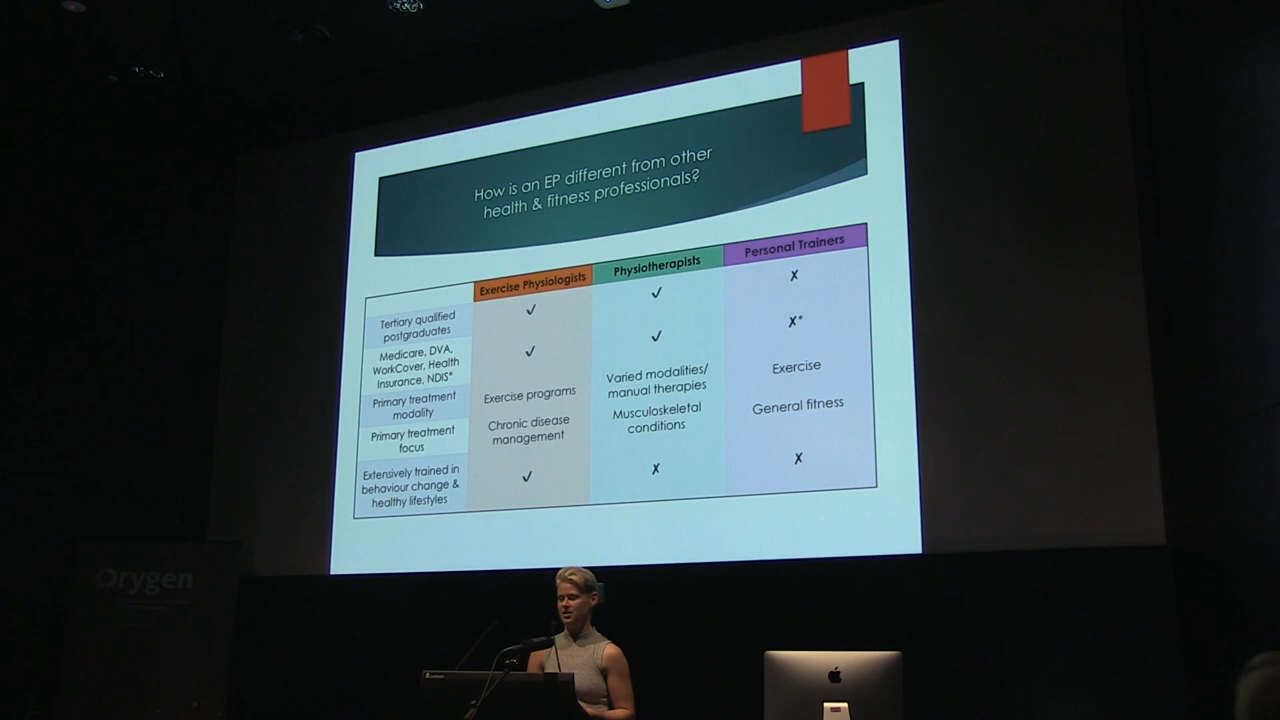 How is an EP different from other
health & fitness professionals?
Exercise Physiologists
Physiotherapists
Personal Trainers
Tertiary qualified
postgraduates
✓
✓
✗
Medicare, DVA,
WorkCover, Health
Insurance, NDIS*
✓
✓
✗*
Primary treatment
modality
Exercise programs
Varied modalities/
manual therapies
Exercise
Primary treatment
focus
Chronic disease
management
Musculoskeletal
conditions
General fitness
Extensively trained in
behaviour change &
healthy lifestyles
✓
✗
✗
Orygen